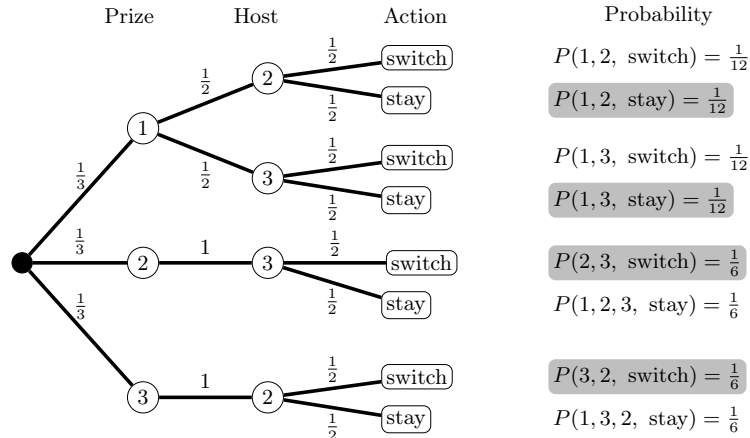 Prize Host Action Probability
1/2 switch P(1, 2, switch) = 1/12
1/2 2
1/2 stay P(1, 2, stay) = 1/12
1
1/2 switch P(1, 3, switch) = 1/12
1/3 1/2 3
1/2 stay P(1, 3, stay) = 1/12
1/3 2 1 3 1/2 switch P(2, 3, switch) = 1/6
1/3 1/2 stay P(1, 2, 3, stay) = 1/6
1/2 switch P(3, 2, switch) = 1/6
3 1 2
1/2 stay P(1, 3, 2, stay) = 1/6